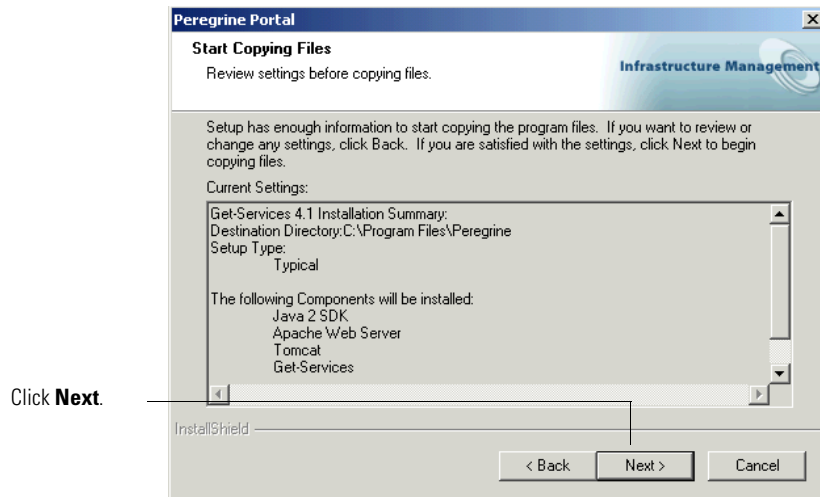 Peregrine Portal
Start Copying Files
Review settings before copying files.
Infrastructure Management
Setup has enough information to start copying the program files. If you want to review or
change any settings, click Back. If you are satisfied with the settings, click Next to begin
copying files.
Current Settings:
Get-Services 4.1 Installation Summary:
Destination Directory:C:\Program Files\Peregrine
Setup Type:
Typical
The following Components will be installed:
Java 2 SDK
Apache Web Server
Tomcat
Get-Services
Click Next.
InstallShield
< Back Next > Cancel